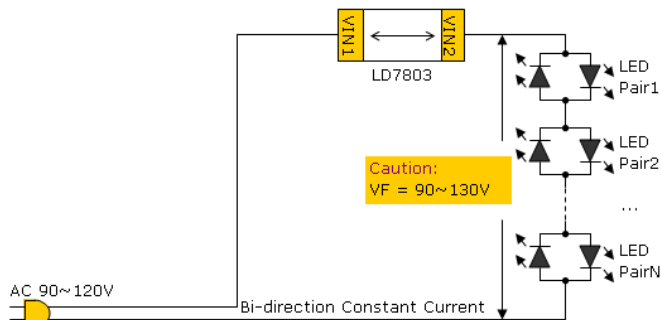 VIN1
VIN2
LD7803
LED
Pair1
LED
Pair2
Caution:
VF = 90~130V
...
LED
PairN
AC 90~120V
Bi-direction Constant Current